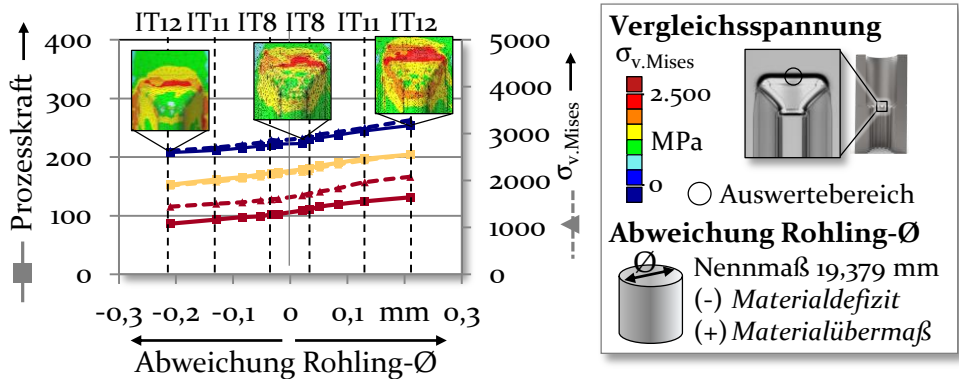 IT12 IT11 IT8 IT8 IT11 IT12
400
300
200
100
0
Prozesskraft
5000
4000
3000
2000
1000
0
σv.Mises
-0,3 -0,2 -0,1 0 0,1 mm 0,3
Abweichung Rohling-Ø
Vergleichsspannung
σv.Mises
2.500
MPa
0
Auswertebereich
Abweichung Rohling-Ø
Ø
Nennmaß 19,379 mm
(-) Materialdefizit
(+) Materialübermaß